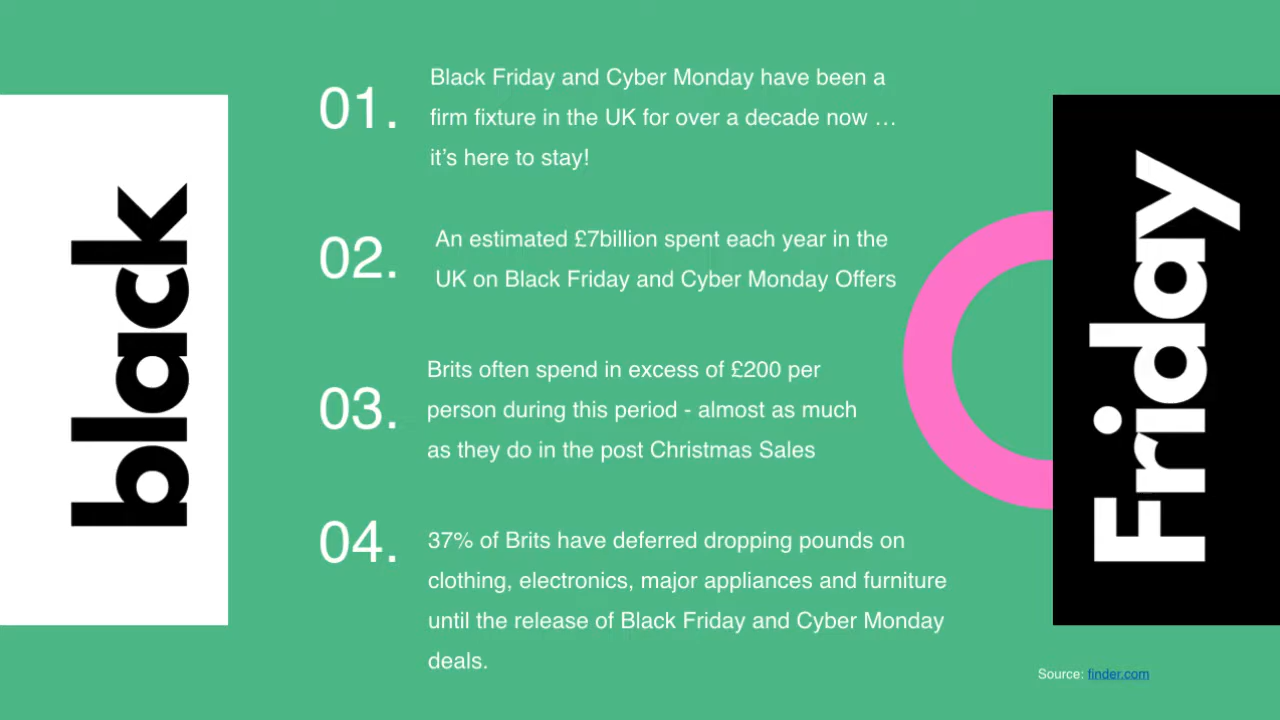 black
01.
Black Friday and Cyber Monday have been a
firm fixture in the UK for over a decade now …
it’s here to stay!
02.
An estimated £7billion spent each year in the
UK on Black Friday and Cyber Monday Offers
03.
Brits often spend in excess of £200 per
person during this period - almost as much
as they do in the post Christmas Sales
04.
37% of Brits have deferred dropping pounds on
clothing, electronics, major appliances and furniture
until the release of Black Friday and Cyber Monday
deals.
Friday
Source: finder.com